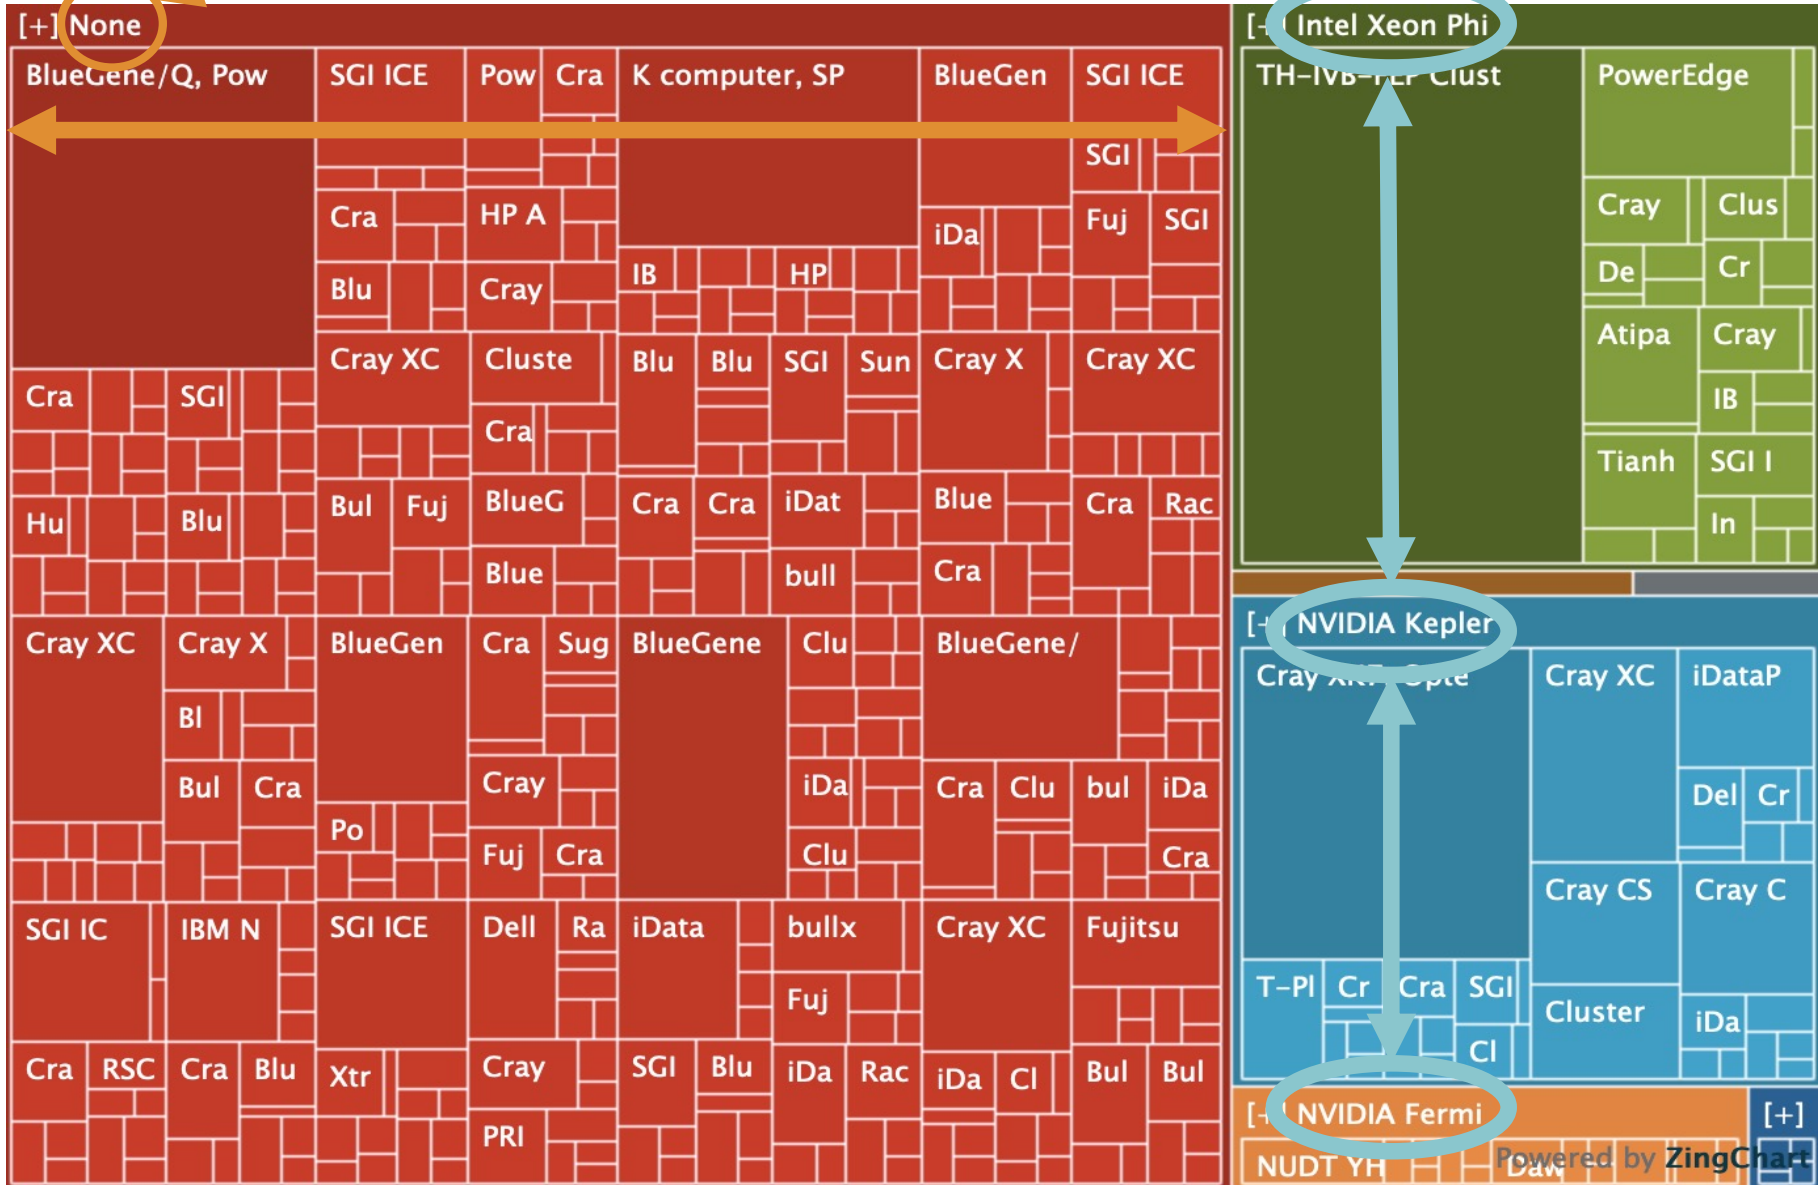 [+] None
BlueGene/Q, Pow
SGI ICE
Pow
Cra
K computer, SP
BlueGen
SGI ICE
SGI
Cra
HP A
iDa
Fuj
SGI
Blu
Cray
IB
HP
Cray XC
Cluste
Blu
Blu
SGI
Sun
Cray X
Cray XC
Cra
SGI
Cra
Hu
Blu
Bul
Fuj
BlueG
Cra
Cra
iDat
Blue
Cra
Rac
Blue
bull
Cra
Cray XC
Cray X
BlueGen
Cra
Sug
BlueGene
Clu
BlueGene/
Bl
Bul
Cra
Cray
iDa
Cra
Clu
bul
iDa
Po
Fuj
Cra
Clu
Cra
SGI IC
IBM N
SGI ICE
Dell
Ra
iData
bullx
Cray XC
Fujitsu
Fuj
Cra
RSC
Cra
Blu
Xtr
Cray
SGI
Blu
iDa
Rac
iDa
Cl
Bul
Bul
PRI
Intel Xeon Phi
Clust
PowerEdge
Cray
Clus
De
Cr
Atipa
Cray
IB
Tianh
SGI I
In
NVIDIA Kepler
Cray
Cray XC
iDataP
Del
Cr
Cray CS
Cray C
T-Pl
Cr
Cra
SGI
Cluster
iDa
Cl
NVIDIA Fermi
[+]
NUDT YH
Daw
Powered by ZingChart